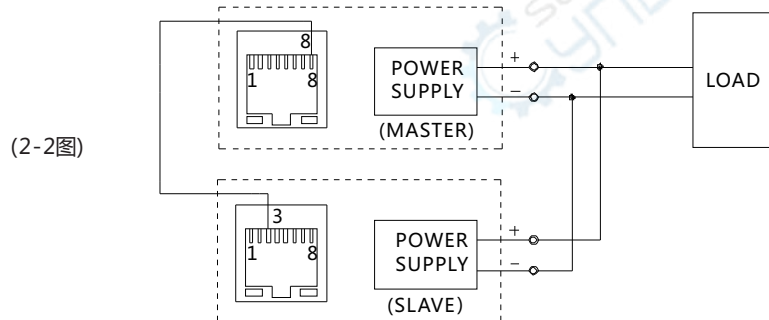 8
1 8
POWER
SUPPLY
(MASTER)
+
−
LOAD
(2-2图)
3
1 8
POWER
SUPPLY
(SLAVE)
+
−